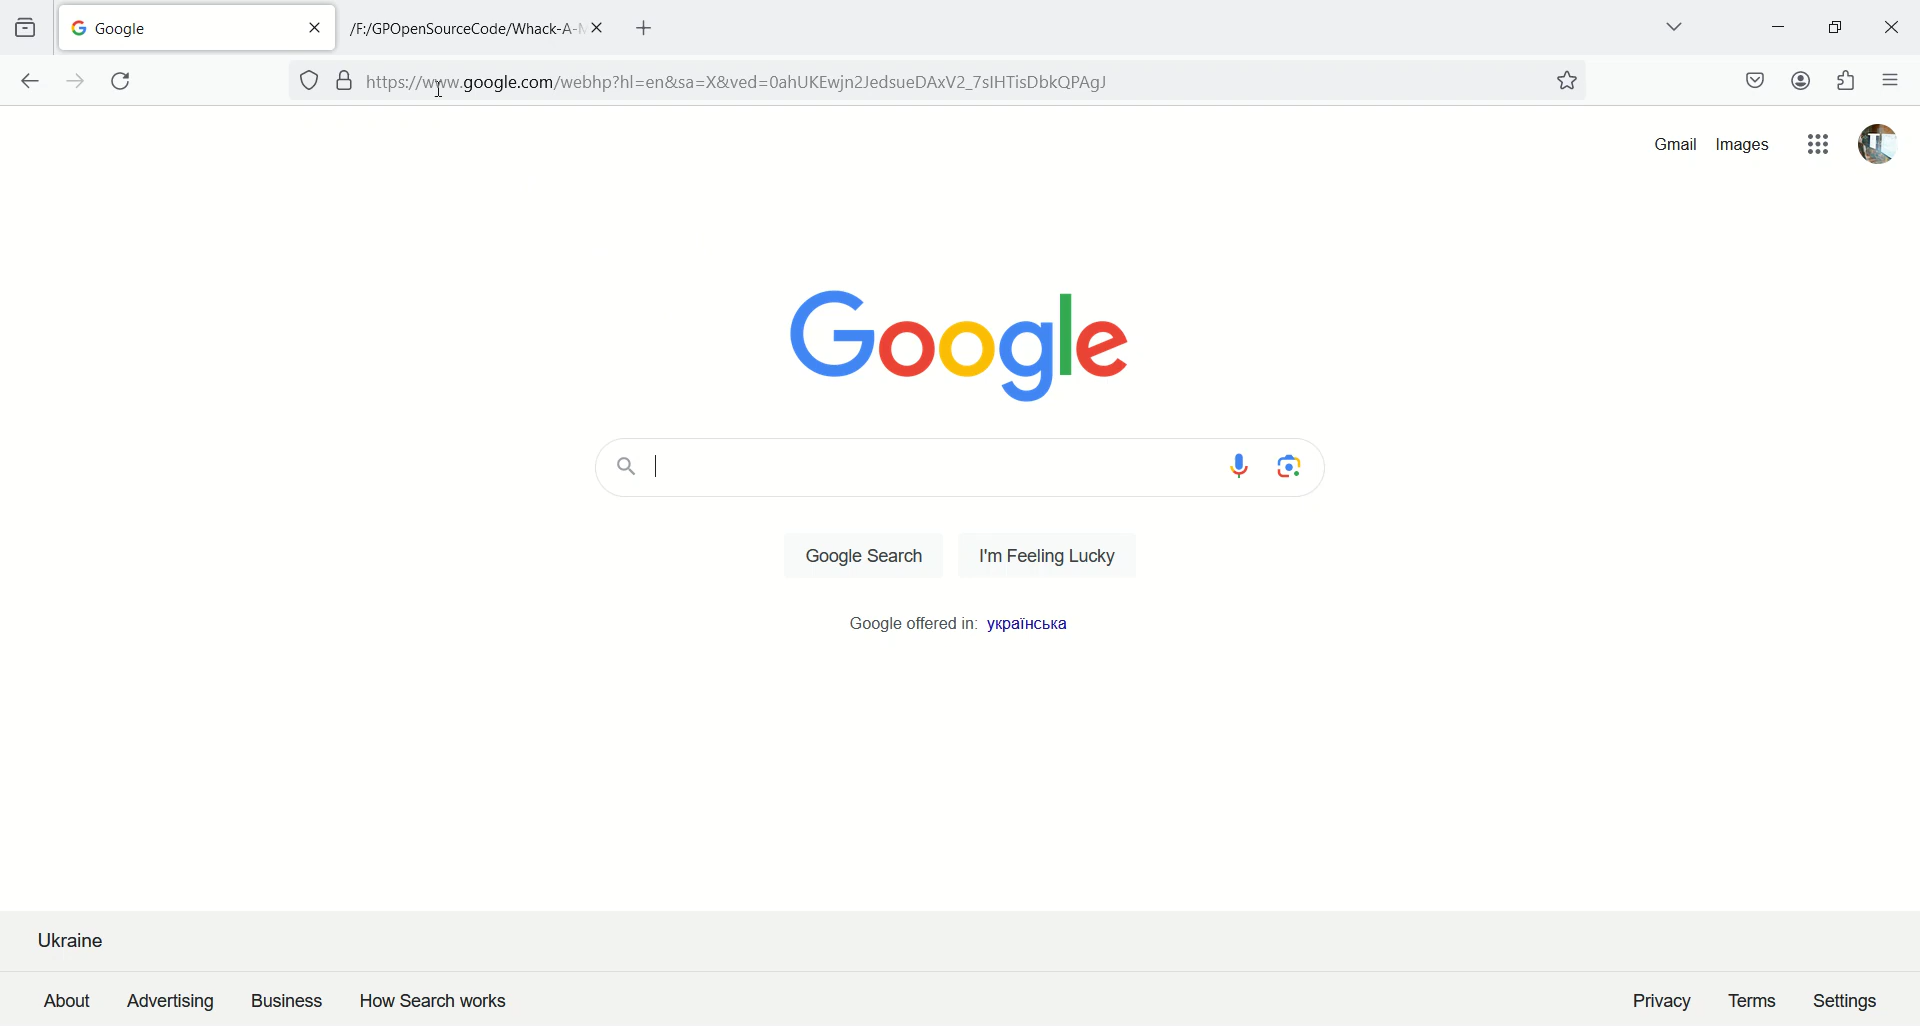 Google
/F:/GPOpenSourceCode/Whack-A-M
https://www.google.com/webhp?hl=en&sa=X&ved=0ahUKEwjn2JedsueDAxV2_7sIHTisDbkQPAgJ
Gmail Images
Google
Google Search I'm Feeling Lucky
Google offered in: українська
Ukraine
About Advertising Business How Search works Privacy Terms Settings